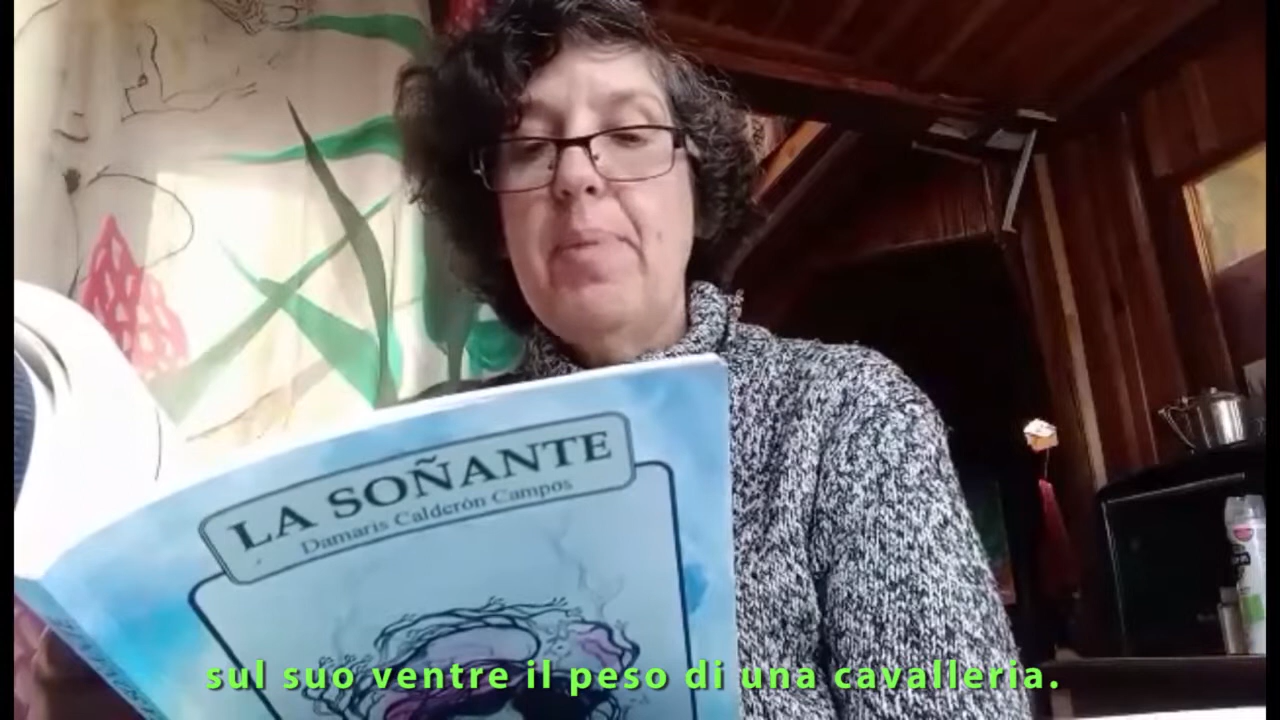 LA SOÑANTE
Damaris Calderón Campos
sul suo ventre il peso di una cavalleria.